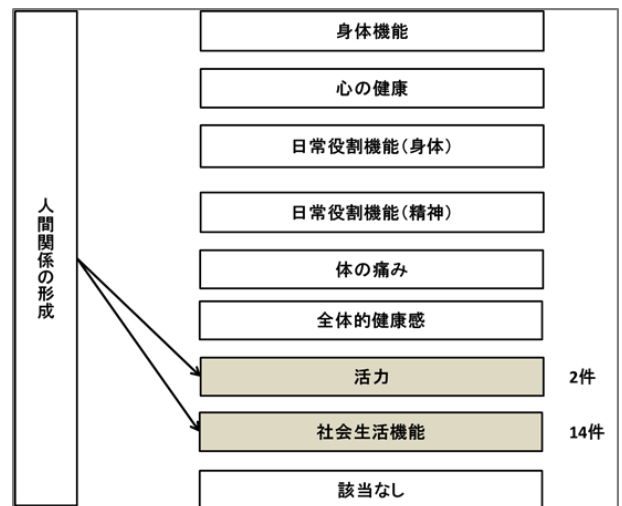 人間関係の形成
身体機能
心の健康
日常役割機能(身体)
日常役割機能(精神)
体の痛み
全体的健康感
活力
2件
社会生活機能
14件
該当なし